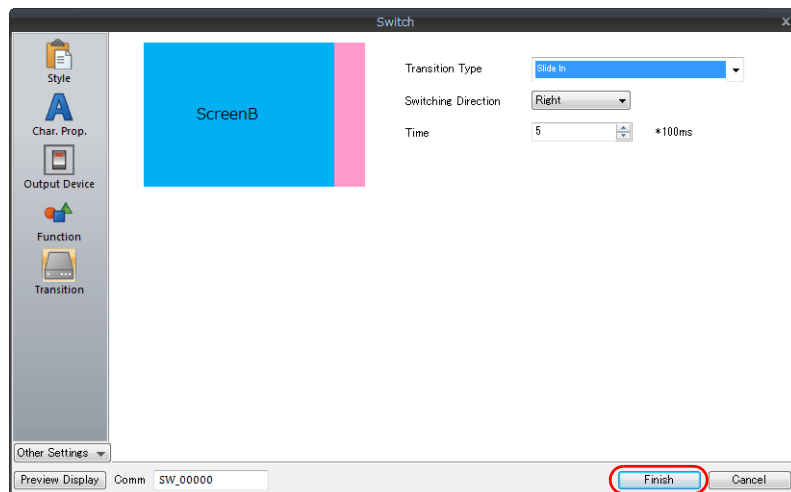 Switch
x
Style
Char. Prop.
Output Device
Function
Transition
ScreenB
Transition Type
Slide In
Switching Direction
Right
Time
5
*100ms
Other Settings
Preview Display
Comm
SW_00000
Finish
Cancel